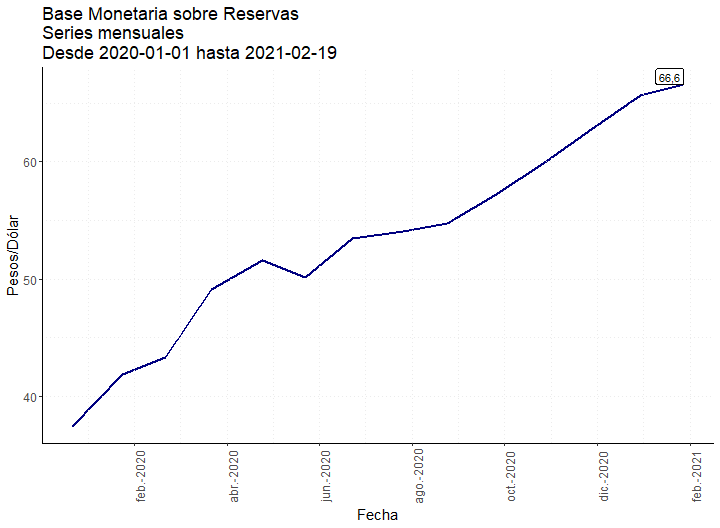 Base Monetaria sobre Reservas
Series mensuales
Desde 2020-01-01 hasta 2021-02-19
66,6
60
50
40
Pesos/Dólar
feb.-2020
abr.-2020
jun.-2020
ago.-2020
oct.-2020
dic.-2020
feb.-2021
Fecha